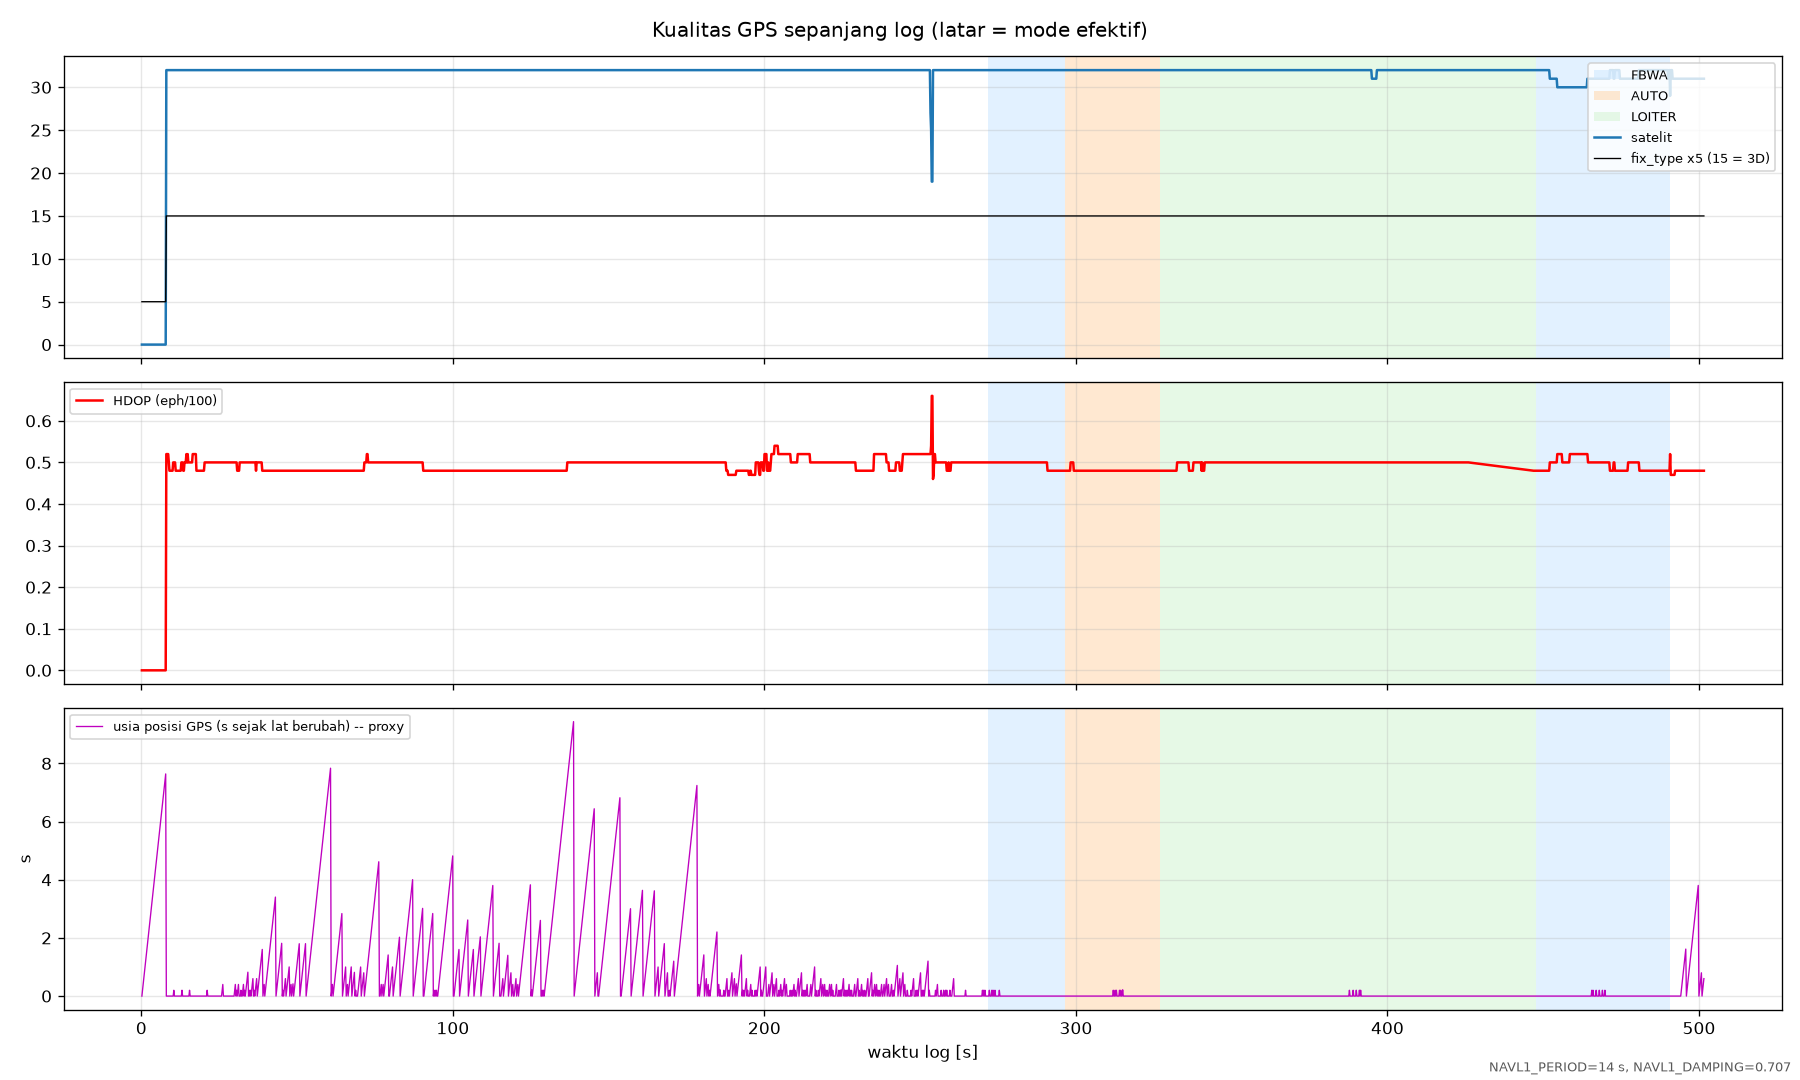 Kualitas GPS sepanjang log (latar = mode efektif)
30
25
20
15
10
5
0
FBWA
AUTO
LOITER
satelit
fix_type x5 (15 = 3D)
HDOP (eph/100)
0.6
0.5
0.4
0.3
0.2
0.1
0.0
usia posisi GPS (s sejak lat berubah) -- proxy
8
6
4
2
0
s
0 100 200 300 400 500
waktu log [s]
NAVL1_PERIOD=14 s, NAVL1_DAMPING=0.707